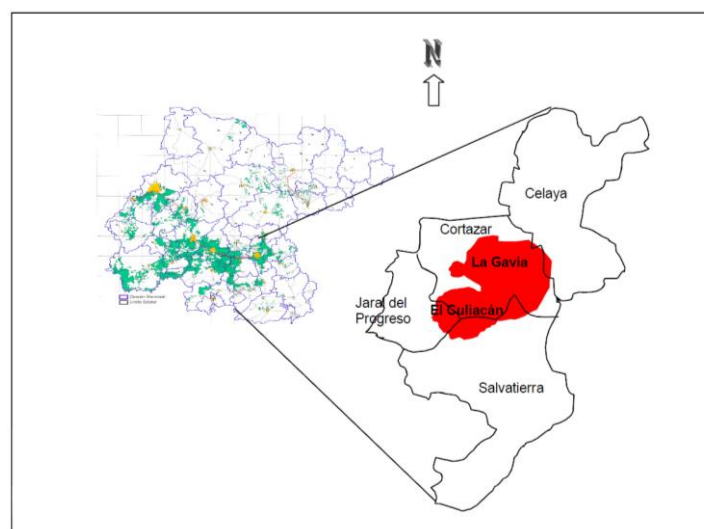 N
Celaya
Cortazar
La Gavia
Jaral del
Progreso
El Culiacán
Salvatierra